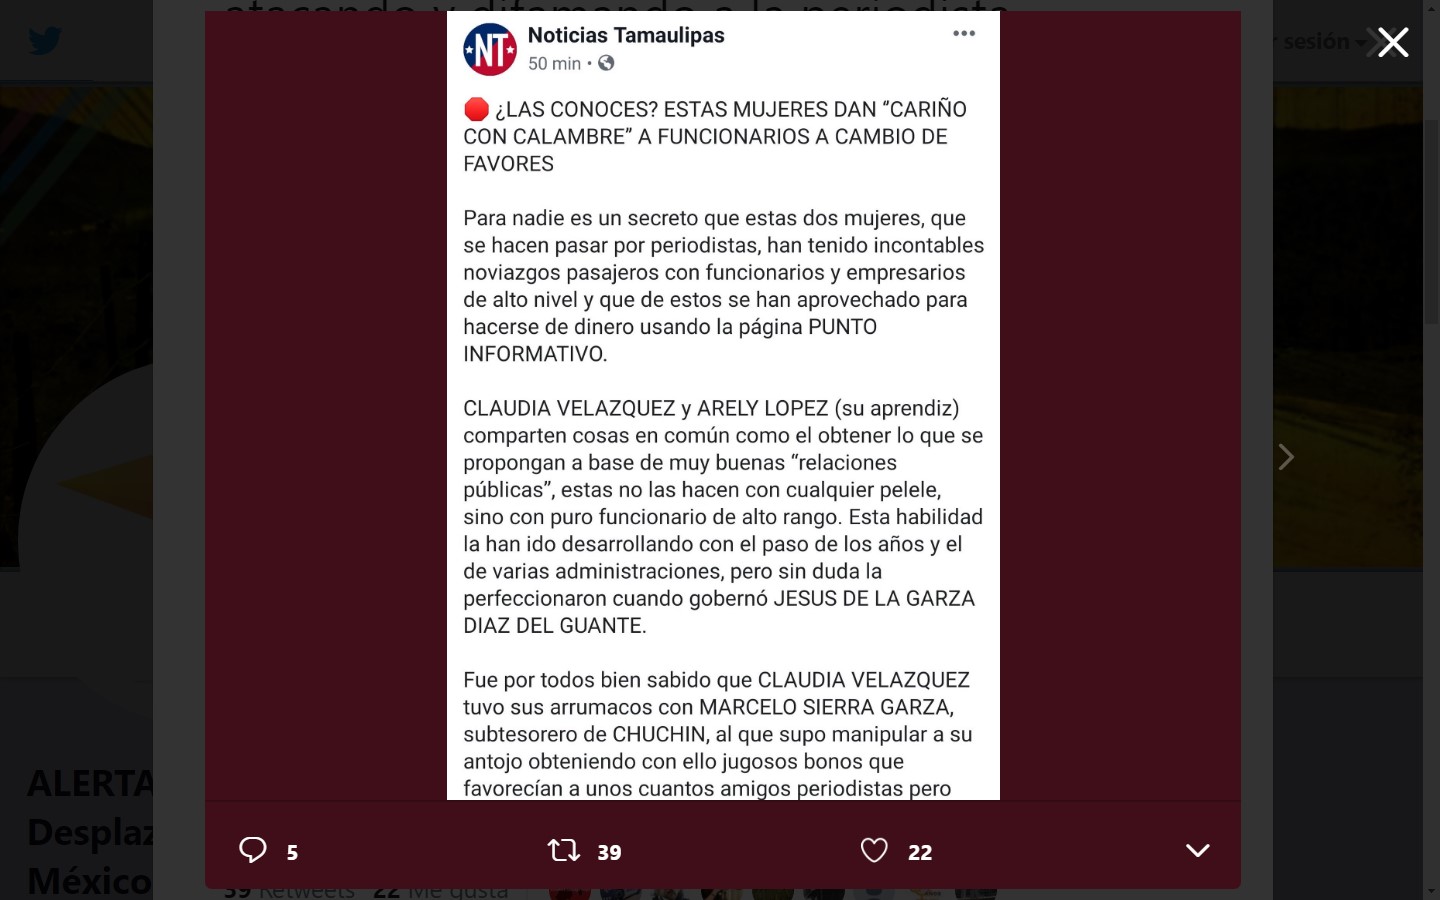 atacando y difamando a la periodista
NT
Noticias Tamaulipas
50 min •
sesión
¿LAS CONOCES? ESTAS MUJERES DAN “CARIÑO
CON CALAMBRE” A FUNCIONARIOS A CAMBIO DE
FAVORES
Para nadie es un secreto que estas dos mujeres, que
se hacen pasar por periodistas, han tenido incontables
noviazgos pasajeros con funcionarios y empresarios
de alto nivel y que de estos se han aprovechado para
hacerse de dinero usando la página PUNTO
INFORMATIVO.
CLAUDIA VELAZQUEZ y ARELY LOPEZ (su aprendiz)
comparten cosas en común como el obtener lo que se
propongan a base de muy buenas “relaciones
públicas”, estas no las hacen con cualquier pelele,
sino con puro funcionario de alto rango. Esta habilidad
la han ido desarrollando con el paso de los años y el
de varias administraciones, pero sin duda la
perfeccionaron cuando gobernó JESUS DE LA GARZA
DIAZ DEL GUANTE.
Fue por todos bien sabido que CLAUDIA VELAZQUEZ
tuvo sus arrumacos con MARCELO SIERRA GARZA,
subtesorero de CHUCHIN, al que supo manipular a su
antojo obteniendo con ello jugosos bonos que
favorecían a unos cuantos amigos periodistas pero
ALERTA
Desplaz
México
5
39
22
39 Retweets 22 Me gusta